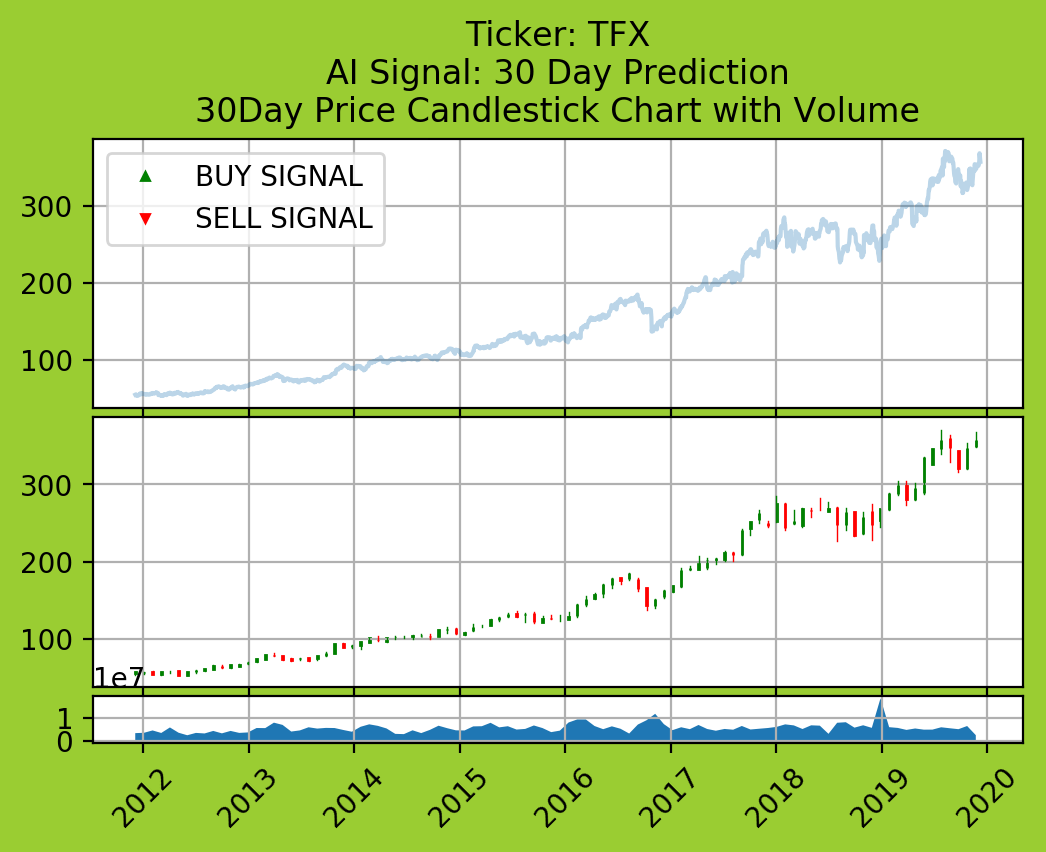 Ticker: TFX
AI Signal: 30 Day Prediction
30Day Price Candlestick Chart with Volume
BUY SIGNAL
SELL SIGNAL
300
200
100
300
200
100
1e7
1
0
2012 2013 2014 2015 2016 2017 2018 2019 2020